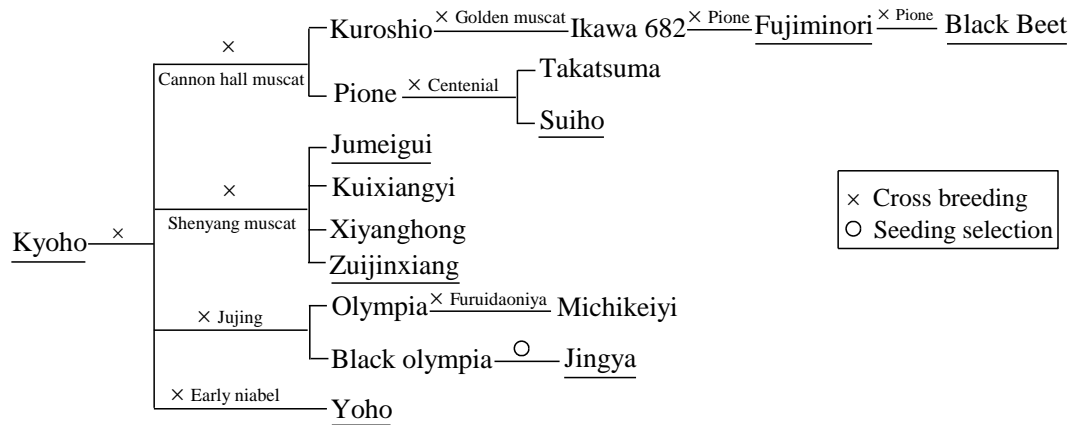 Kuroshio × Golden muscat Ikawa 682 × Pione Fujiminori × Pione Black Beet
×
Cannon hall muscat
Takatsuma
Pione × Centenial
Suiho
Jumeigui
×
Kuixiangyi
Shenyang muscat
Xiyanghong
Zuijinxiang
Kyoho ×
Olympia × Furuidaoniya Michikeiyi
× Jujing
Black olympia ○ Jingya
× Early niabel
Yoho
× Cross breeding
○ Seeding selection